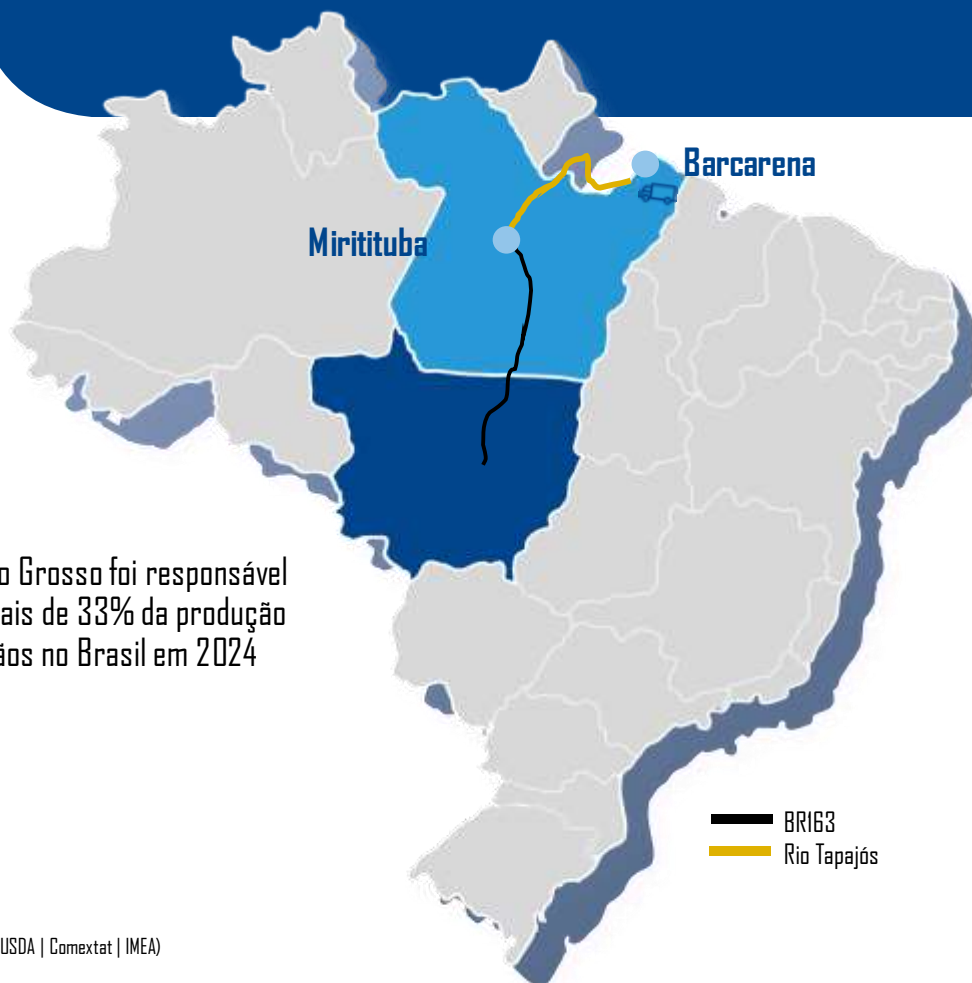 Barcarena
Miritituba
o Grosso foi responsável
ais de 33% da produção
ãos no Brasil em 2024
BR163
Rio Tapajós
USDA | Comextat | IMEA)